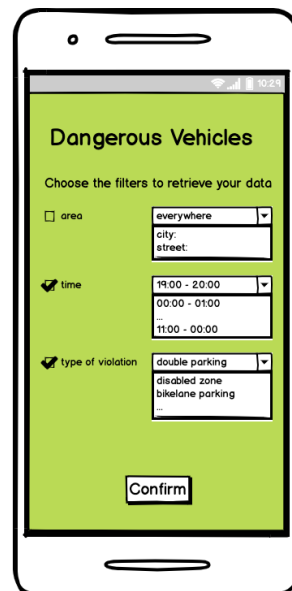 10:29
Dangerous Vehicles
Choose the filters to retrieve your data
area
everywhere
city:
street:
time
19:00 - 20:00
00:00 - 01:00
...
11:00 - 00:00
type of violation
double parking
disabled zone
bikelane parking
...
Confirm